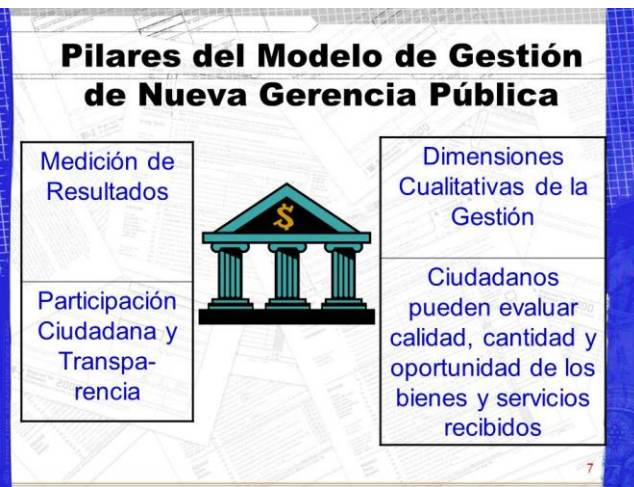 Pilares del Modelo de Gestión
de Nueva Gerencia Pública
Medición de
Resultados
Participación
Ciudadana y
Transpa-
rencia
$
Dimensiones
Cualitativas de la
Gestión
Ciudadanos
pueden evaluar
calidad, cantidad y
oportunidad de los
bienes y servicios
recibidos
7